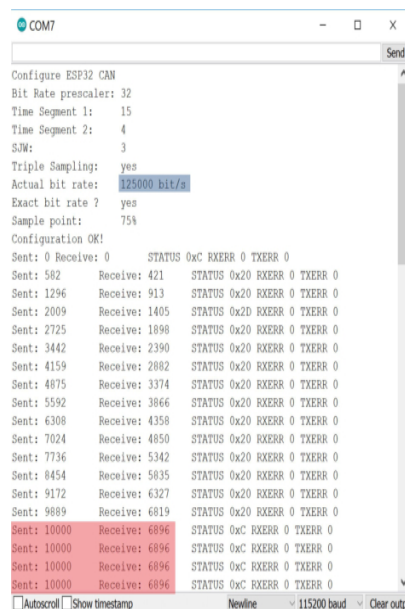 COM7
Send
Configure ESP32 CAN
Bit Rate prescaler: 32
Time Segment 1: 15
Time Segment 2: 4
SJW: 3
Triple Sampling: yes
Actual bit rate: 125000 bit/s
Exact bit rate ? yes
Sample point: 75%
Configuration OK!
Sent: 0 Receive: 0 STATUS 0xC RXERR 0 TXERR 0
Sent: 582 Receive: 421 STATUS 0x20 RXERR 0 TXERR 0
Sent: 1296 Receive: 913 STATUS 0x20 RXERR 0 TXERR 0
Sent: 2009 Receive: 1405 STATUS 0x2D RXERR 0 TXERR 0
Sent: 2725 Receive: 1898 STATUS 0x20 RXERR 0 TXERR 0
Sent: 3442 Receive: 2390 STATUS 0x20 RXERR 0 TXERR 0
Sent: 4159 Receive: 2882 STATUS 0x20 RXERR 0 TXERR 0
Sent: 4875 Receive: 3374 STATUS 0x20 RXERR 0 TXERR 0
Sent: 5592 Receive: 3866 STATUS 0x20 RXERR 0 TXERR 0
Sent: 6308 Receive: 4358 STATUS 0x20 RXERR 0 TXERR 0
Sent: 7024 Receive: 4850 STATUS 0x20 RXERR 0 TXERR 0
Sent: 7736 Receive: 5342 STATUS 0x20 RXERR 0 TXERR 0
Sent: 8454 Receive: 5835 STATUS 0x20 RXERR 0 TXERR 0
Sent: 9172 Receive: 6327 STATUS 0x20 RXERR 0 TXERR 0
Sent: 9889 Receive: 6819 STATUS 0x20 RXERR 0 TXERR 0
Sent: 10000 Receive: 6896 STATUS 0xC RXERR 0 TXERR 0
Sent: 10000 Receive: 6896 STATUS 0xC RXERR 0 TXERR 0
Sent: 10000 Receive: 6896 STATUS 0xC RXERR 0 TXERR 0
Sent: 10000 Receive: 6896 STATUS 0xC RXERR 0 TXERR 0
Autoscroll Show timestamp Newline 115200 baud Clear outp